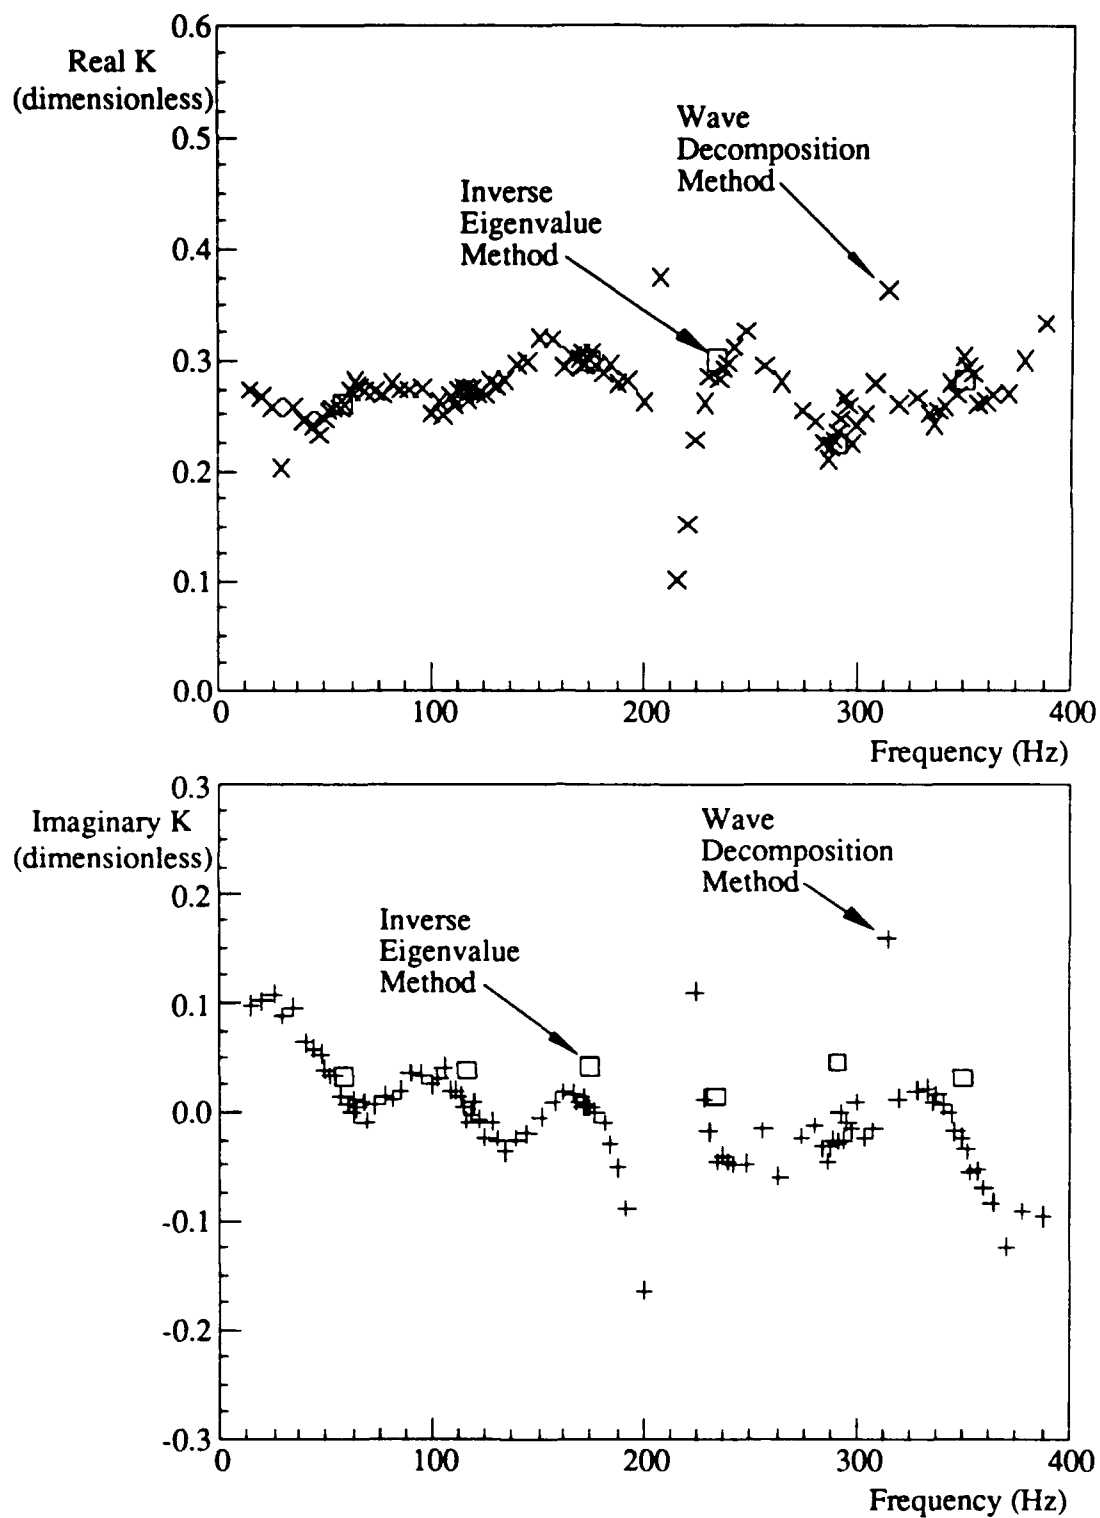 0.6
Real K
(dimensionless)
0.5
0.4
0.3
0.2
0.1
0.0
Wave
Decomposition
Method
Inverse
Eigenvalue
Method
0 100 200 300 400
Frequency (Hz)
0.3
Imaginary K
(dimensionless)
0.2
0.1
0.0
-0.1
-0.2
-0.3
Wave
Decomposition
Method
Inverse
Eigenvalue
Method
0 100 200 300 400
Frequency (Hz)